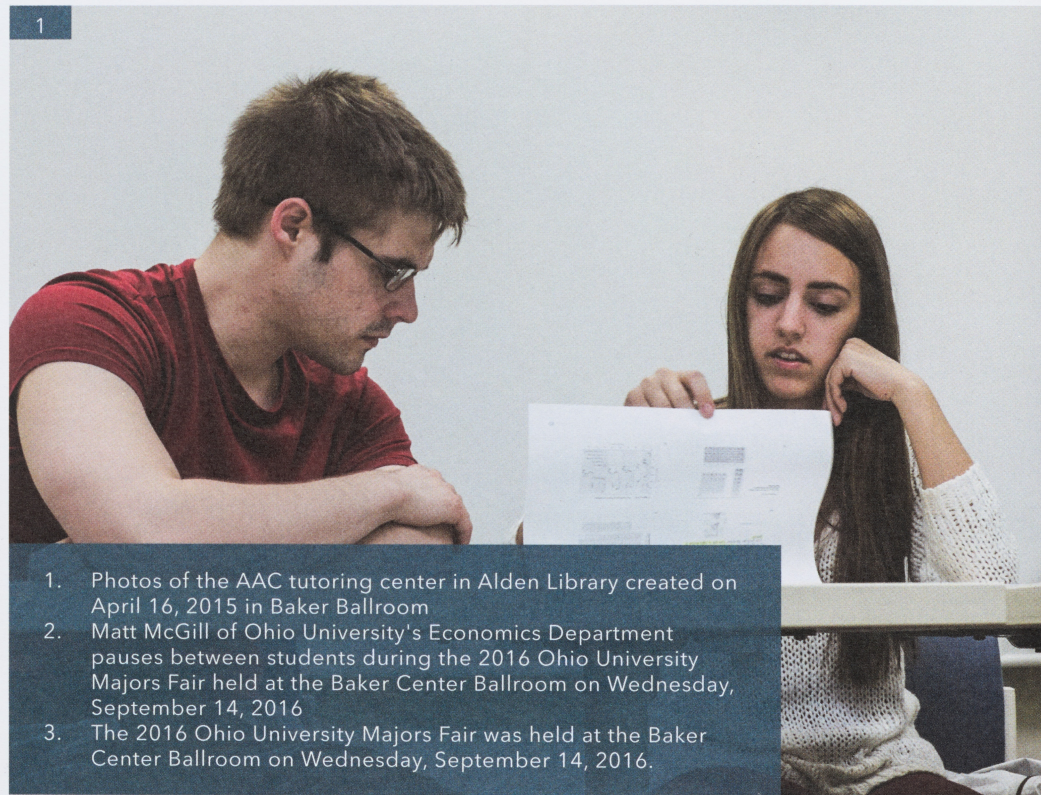 1
1. Photos of the AAC tutoring center in Alden Library created on
April 16, 2015 in Baker Ballroom
2. Matt McGill of Ohio University's Economics Department
pauses between students during the 2016 Ohio University
Majors Fair held at the Baker Center Ballroom on Wednesday,
September 14, 2016
3. The 2016 Ohio University Majors Fair was held at the Baker
Center Ballroom on Wednesday, September 14, 2016.